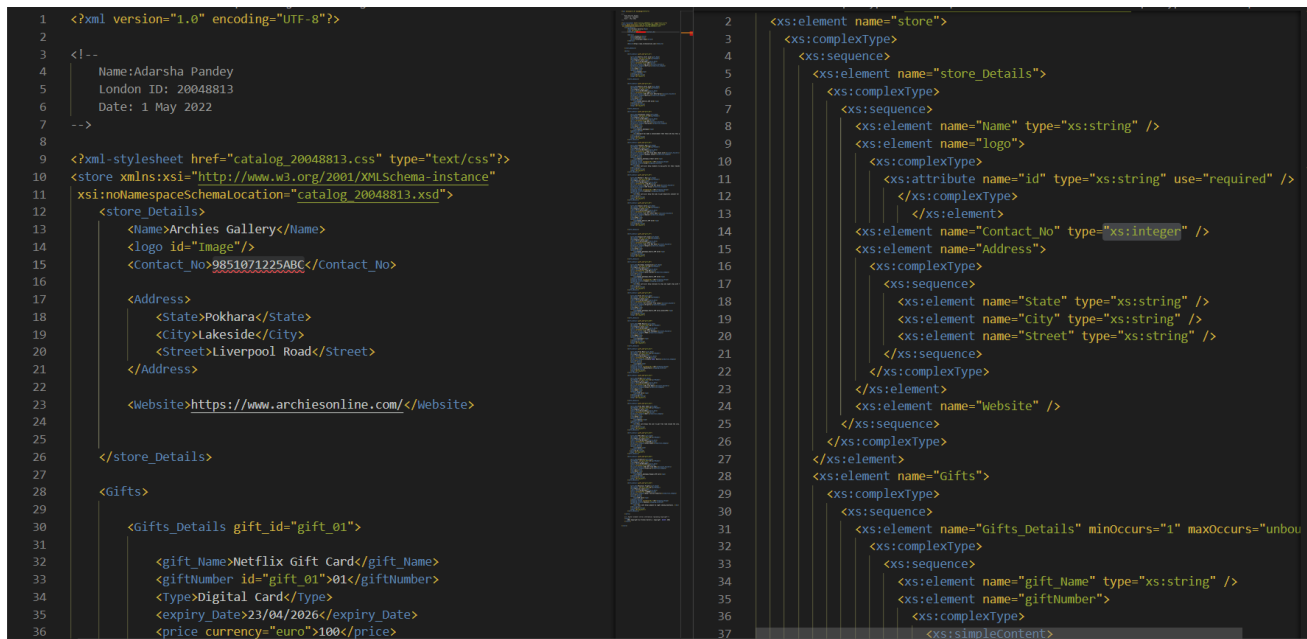 1 <?xml version="1.0" encoding="UTF-8"?>
2
3 <!--
4 Name:Adarsha Pandey
5 London ID: 20048813
6 Date: 1 May 2022
7 -->
8
9 <?xml-stylesheet href="catalog_20048813.css" type="text/css"?>
10 <store xmlns:xsi="http://www.w3.org/2001/XMLSchema-instance"
11 xsi:noNamespaceSchemaLocation="catalog_20048813.xsd">
12 <store_Details>
13 <Name>Archies Gallery</Name>
14 <logo id="Image"/>
15 <Contact_No>9851071225ABC</Contact_No>
16
17 <Address>
18 <State>Pokhara</State>
19 <City>Lakeside</City>
20 <Street>Liverpool Road</Street>
21 </Address>
22
23 <Website>https://www.archiesonline.com/</Website>
24
25
26 </store_Details>
27
28 <Gifts>
29
30 <Gifts_Details gift_id="gift_01">
31
32 <gift_Name>Netflix Gift Card</gift_Name>
33 <giftNumber id="gift_01">01</giftNumber>
34 <Type>Digital Card</Type>
35 <expiry_Date>23/04/2026</expiry_Date>
36 <price currency="euro">100</price>
2 <xs:element name="store">
3 <xs:complexType>
4 <xs:sequence>
5 <xs:element name="store_Details">
6 <xs:complexType>
7 <xs:sequence>
8 <xs:element name="Name" type="xs:string" />
9 <xs:element name="logo">
10 <xs:complexType>
11 <xs:attribute name="id" type="xs:string" use="required" />
12 </xs:complexType>
13 </xs:element>
14 <xs:element name="Contact_No" type="xs:integer" />
15 <xs:element name="Address">
16 <xs:complexType>
17 <xs:sequence>
18 <xs:element name="State" type="xs:string" />
19 <xs:element name="City" type="xs:string" />
20 <xs:element name="Street" type="xs:string" />
21 </xs:sequence>
22 </xs:complexType>
23 </xs:element>
24 <xs:element name="Website" />
25 </xs:sequence>
26 </xs:complexType>
27 </xs:element>
28 <xs:element name="Gifts">
29 <xs:complexType>
30 <xs:sequence>
31 <xs:element name="Gifts_Details" minOccurs="1" maxOccurs="unbou
32 <xs:complexType>
33 <xs:sequence>
34 <xs:element name="gift_Name" type="xs:string" />
35 <xs:element name="giftNumber">
36 <xs:complexType>
37 <xs:simpleContent>